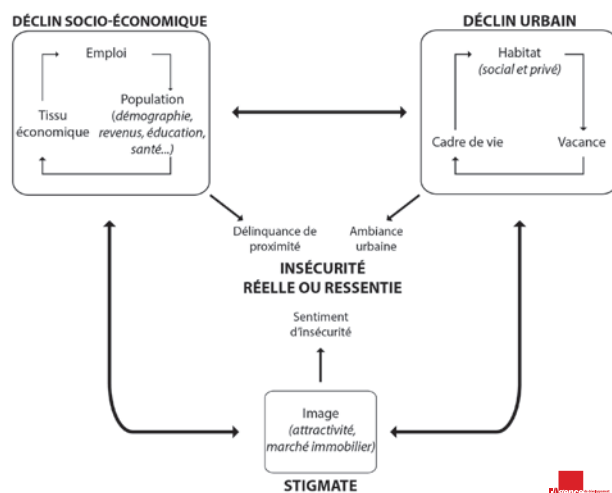 DÉCLIN SOCIO-ÉCONOMIQUE
Emploi
Tissu
économique
Population
(démographie,
revenus, éducation,
santé...)
DÉCLIN URBAIN
Habitat
(social et privé)
Cadre de vie
Vacance
Délinquance de
proximité
Ambiance
urbaine
INSÉCURITÉ
RÉELLE OU RESSENTIE
Sentiment
d'insécurité
Image
(attractivité,
marché immobilier)
STIGMATE